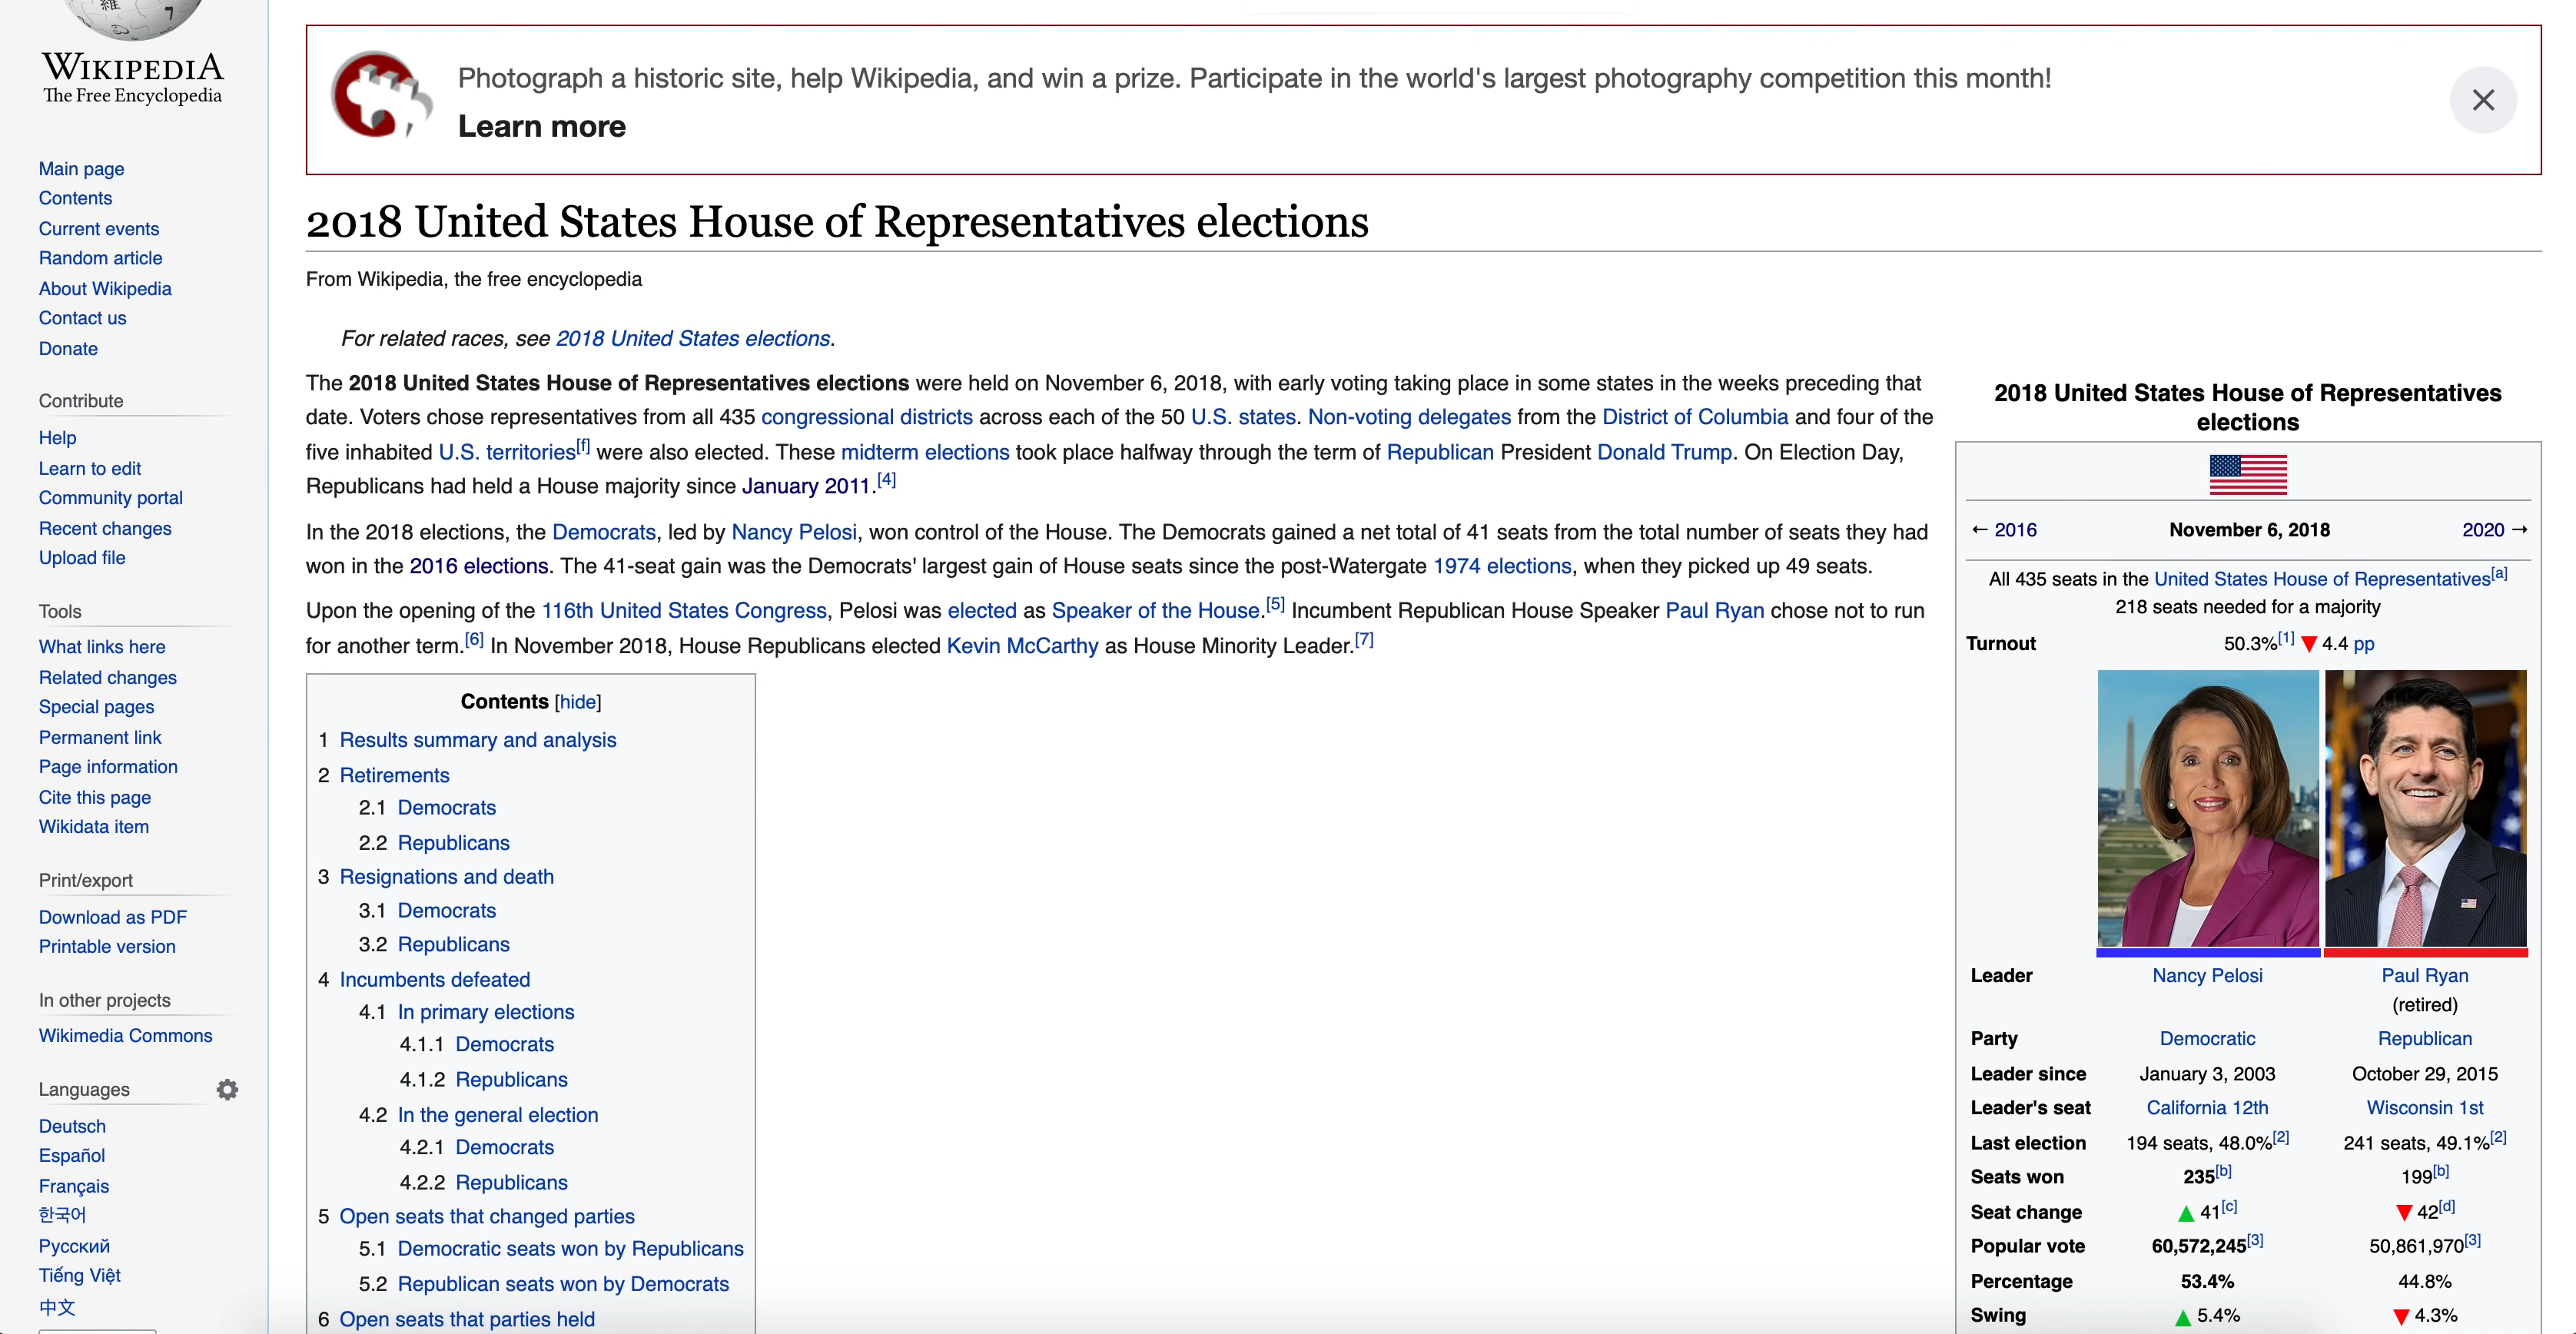 維
7
WIKIPEDIA
The Free Encyclopedia
Main page
Contents
Current events
Random article
About Wikipedia
Contact us
Donate
Contribute
Help
Learn to edit
Community portal
Recent changes
Upload file
Tools
What links here
Related changes
Special pages
Permanent link
Page information
Cite this page
Wikidata item
Print/export
Download as PDF
Printable version
In other projects
Wikimedia Commons
Languages
Deutsch
Español
Français
한국어
Русский
Tiếng Việt
中文
Photograph a historic site, help Wikipedia, and win a prize. Participate in the world's largest photography competition this month!
Learn more
2018 United States House of Representatives elections
From Wikipedia, the free encyclopedia
For related races, see 2018 United States elections.
The 2018 United States House of Representatives elections were held on November 6, 2018, with early voting taking place in some states in the weeks preceding that
date. Voters chose representatives from all 435 congressional districts across each of the 50 U.S. states. Non-voting delegates from the District of Columbia and four of the
five inhabited U.S. territories[f] were also elected. These midterm elections took place halfway through the term of Republican President Donald Trump. On Election Day,
Republicans had held a House majority since January 2011.[4]
In the 2018 elections, the Democrats, led by Nancy Pelosi, won control of the House. The Democrats gained a net total of 41 seats from the total number of seats they had
won in the 2016 elections. The 41-seat gain was the Democrats' largest gain of House seats since the post-Watergate 1974 elections, when they picked up 49 seats.
Upon the opening of the 116th United States Congress, Pelosi was elected as Speaker of the House.[5] Incumbent Republican House Speaker Paul Ryan chose not to run
for another term.[6] In November 2018, House Republicans elected Kevin McCarthy as House Minority Leader.[7]
Contents [hide]
1 Results summary and analysis
2 Retirements
2.1 Democrats
2.2 Republicans
3 Resignations and death
3.1 Democrats
3.2 Republicans
4 Incumbents defeated
4.1 In primary elections
4.1.1 Democrats
4.1.2 Republicans
4.2 In the general election
4.2.1 Democrats
4.2.2 Republicans
5 Open seats that changed parties
5.1 Democratic seats won by Republicans
5.2 Republican seats won by Democrats
6 Open seats that parties held
2018 United States House of Representatives
elections
← 2016 November 6, 2018 2020 →
All 435 seats in the United States House of Representatives[a]
218 seats needed for a majority
Turnout 50.3%[1] ▼ 4.4 pp
Leader Nancy Pelosi Paul Ryan
(retired)
Party Democratic Republican
Leader since January 3, 2003 October 29, 2015
Leader's seat California 12th Wisconsin 1st
Last election 194 seats, 48.0%[2] 241 seats, 49.1%[2]
Seats won 235[b] 199[b]
Seat change ▲ 41[c] ▼ 42[d]
Popular vote 60,572,245[3] 50,861,970[3]
Percentage 53.4% 44.8%
Swing ▲ 5.4% ▼ 4.3%